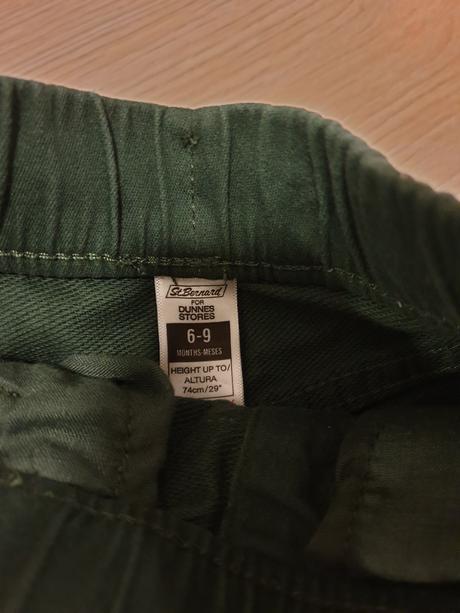 St.Bernard
FOR
DUNNES
STORES
6-9
MONTHS-MESES
HEIGHT UP TO/
ALTURA
74cm/29"